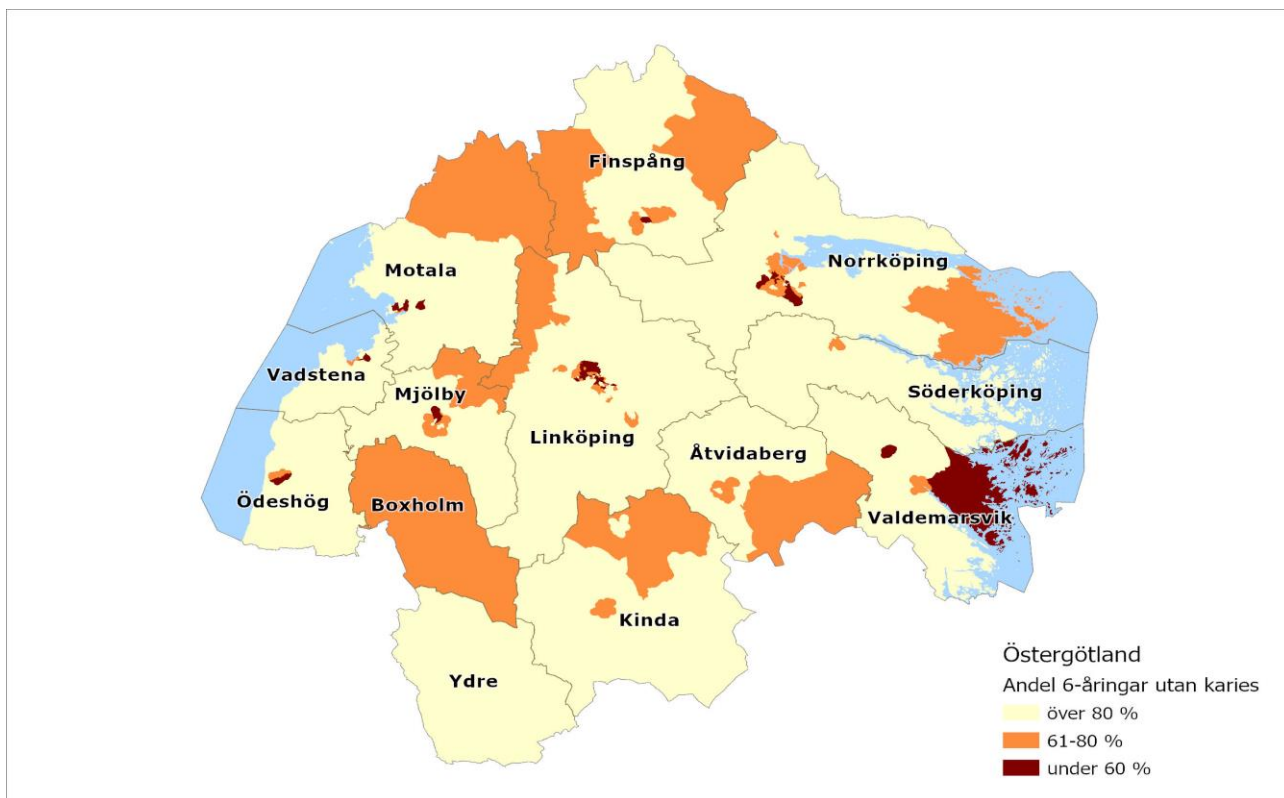 Finspång
Norrköping
Motala
Vadstena
Mjölby
Söderköping
Linköping
Åtvidaberg
Ödeshög
Boxholm
Valdemarsvik
Kinda
Ydre
Östergötland
Andel 6-åringar utan karies
över 80 %
61-80 %
under 60 %